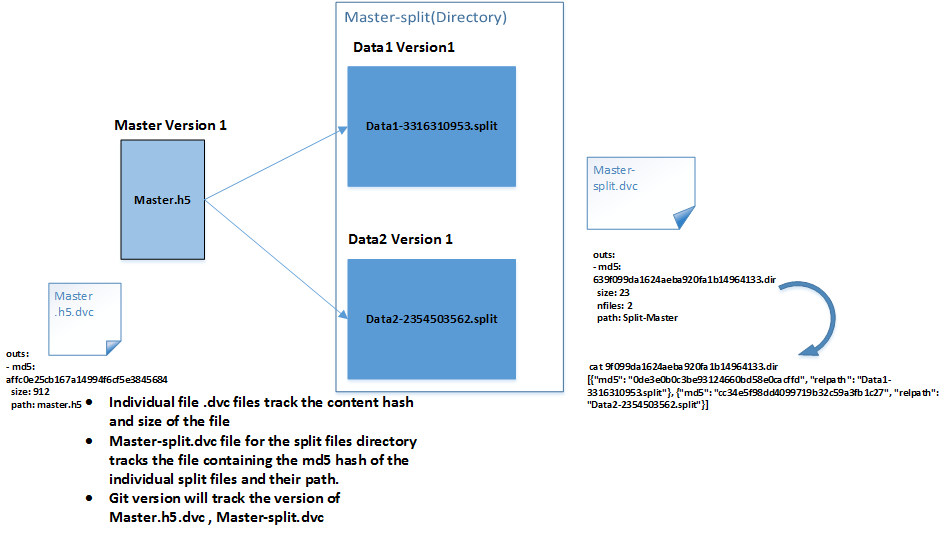 Master-split(Directory)
Data1 Version1
Data1-3316310953.split
Master Version 1
Master.h5
Data2 Version 1
Data2-2354503562.split
Master-
split.dvc
outs:
- md5:
639f099da1624aeba920fa1b14964133.dir
size: 23
nfiles: 2
path: Split-Master
cat 9f099da1624aeba920fa1b14964133.dir
[{"md5": "0de3e0b0c3be93124660bd58e0cacffd", "relpath": "Data1-
3316310953.split"}, {"md5": "cc34e5f98dd4099719b32c59a3fb1c27", "relpath":
"Data2-2354503562.split"}]
Master
.h5.dvc
outs:
- md5:
affc0e25cb167a14994f6cf5e3845684
size: 912
path: master.h5
• Individual file .dvc files track the content hash
and size of the file
• Master-split.dvc file for the split files directory
tracks the file containing the md5 hash of the
individual split files and their path.
• Git version will track the version of
Master.h5.dvc , Master-split.dvc